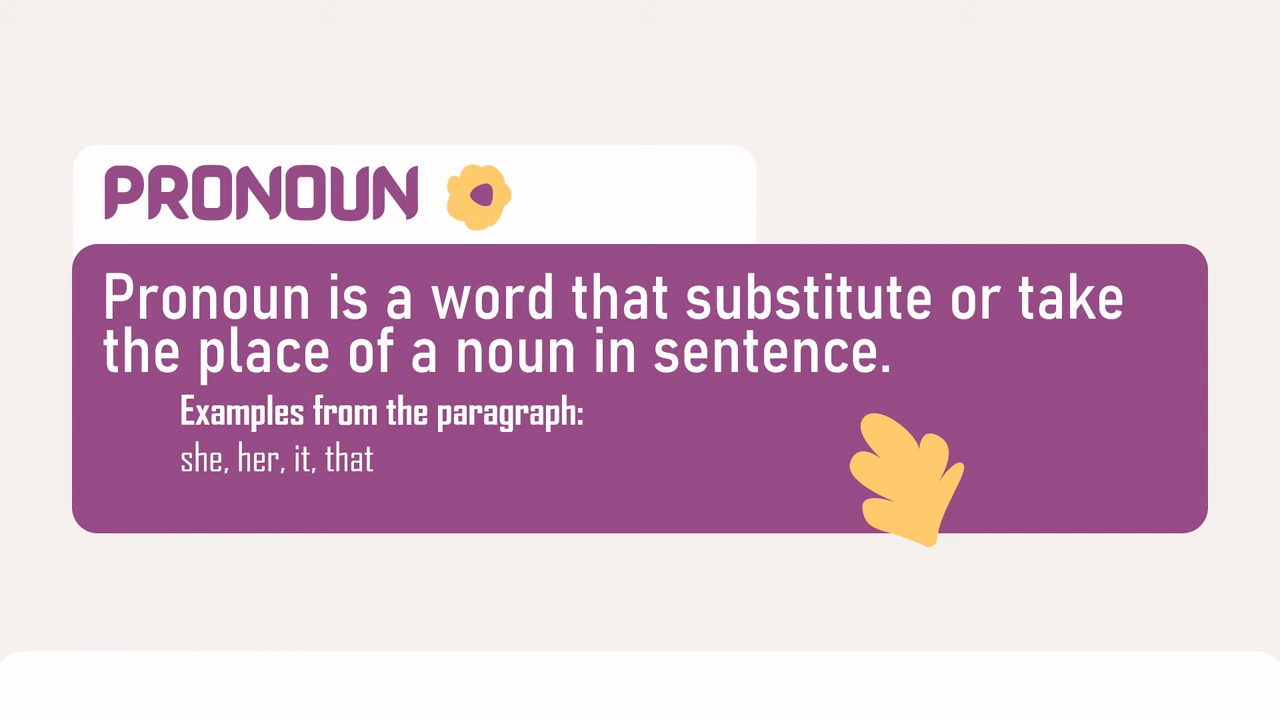 PRONOUN
Pronoun is a word that substitute or take
the place of a noun in sentence.
Examples from the paragraph:
she, her, it, that